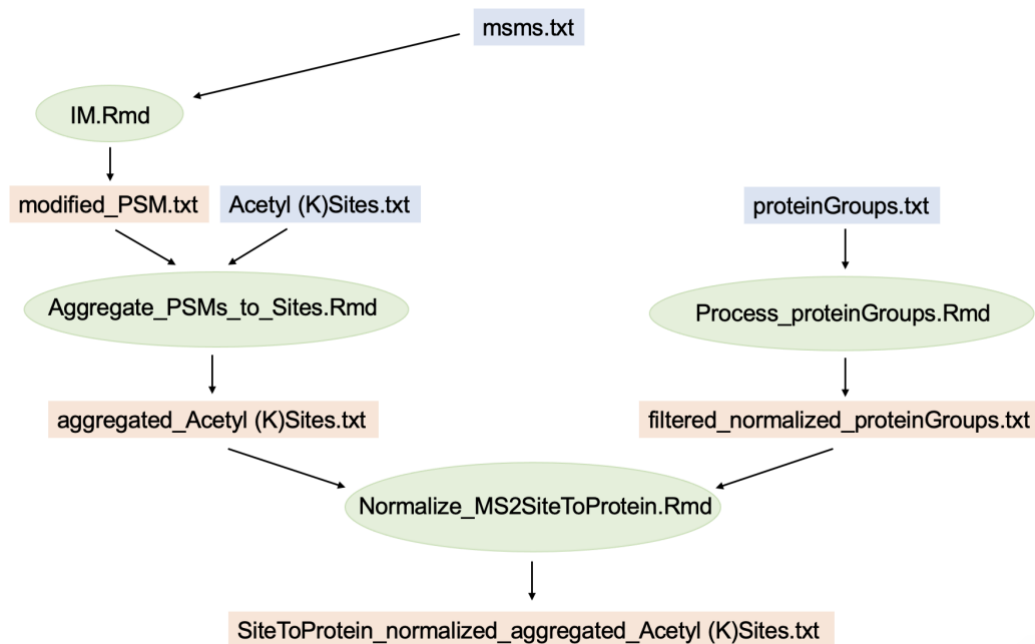 msms.txt
IM.Rmd
modified_PSM.txt
Acetyl (K)Sites.txt
proteinGroups.txt
Aggregate_PSMs_to_Sites.Rmd
Process_proteinGroups.Rmd
aggregated_Acetyl (K)Sites.txt
filtered_normalized_proteinGroups.txt
Normalize_MS2SiteToProtein.Rmd
SiteToProtein_normalized_aggregated_Acetyl (K)Sites.txt